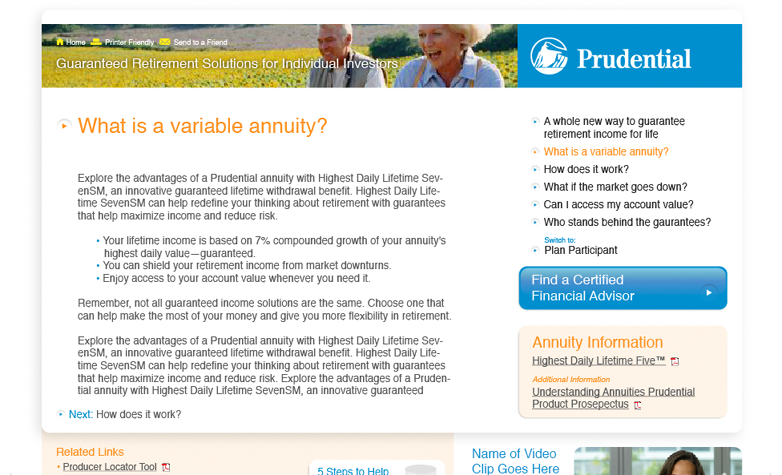 Home Printer Friendly Send to a Friend
Guaranteed Retirement Solutions for Individual Investors
Prudential
What is a variable annuity?
Explore the advantages of a Prudential annuity with Highest Daily Lifetime Sev-
enSM, an innovative guaranteed lifetime withdrawal benefit. Highest Daily Life-
time SevenSM can help redefine your thinking about retirement with guarantees
that help maximize income and reduce risk.
• Your lifetime income is based on 7% compounded growth of your annuity's
highest daily value—guaranteed.
• You can shield your retirement income from market downturns.
• Enjoy access to your account value whenever you need it.
Remember, not all guaranteed income solutions are the same. Choose one that
can help make the most of your money and give you more flexibility in retirement.
Explore the advantages of a Prudential annuity with Highest Daily Lifetime Sev-
enSM, an innovative guaranteed lifetime withdrawal benefit. Highest Daily Life-
time SevenSM can help redefine your thinking about retirement with guarantees
that help maximize income and reduce risk. Explore the advantages of a Pruden-
tial annuity with Highest Daily Lifetime SevenSM, an innovative guaranteed
Next: How does it work?
A whole new way to guarantee
retirement income for life
What is a variable annuity?
How does it work?
What if the market goes down?
Can I access my account value?
Who stands behind the gaurantees?
Switch to:
Plan Participant
Find a Certified
Financial Advisor
Annuity Information
Highest Daily Lifetime Five™
Additional Information
Understanding Annuities Prudential
Product Prosepectus
Related Links
• Producer Locator Tool
5 Steps to Help
Name of Video
Clip Goes Here